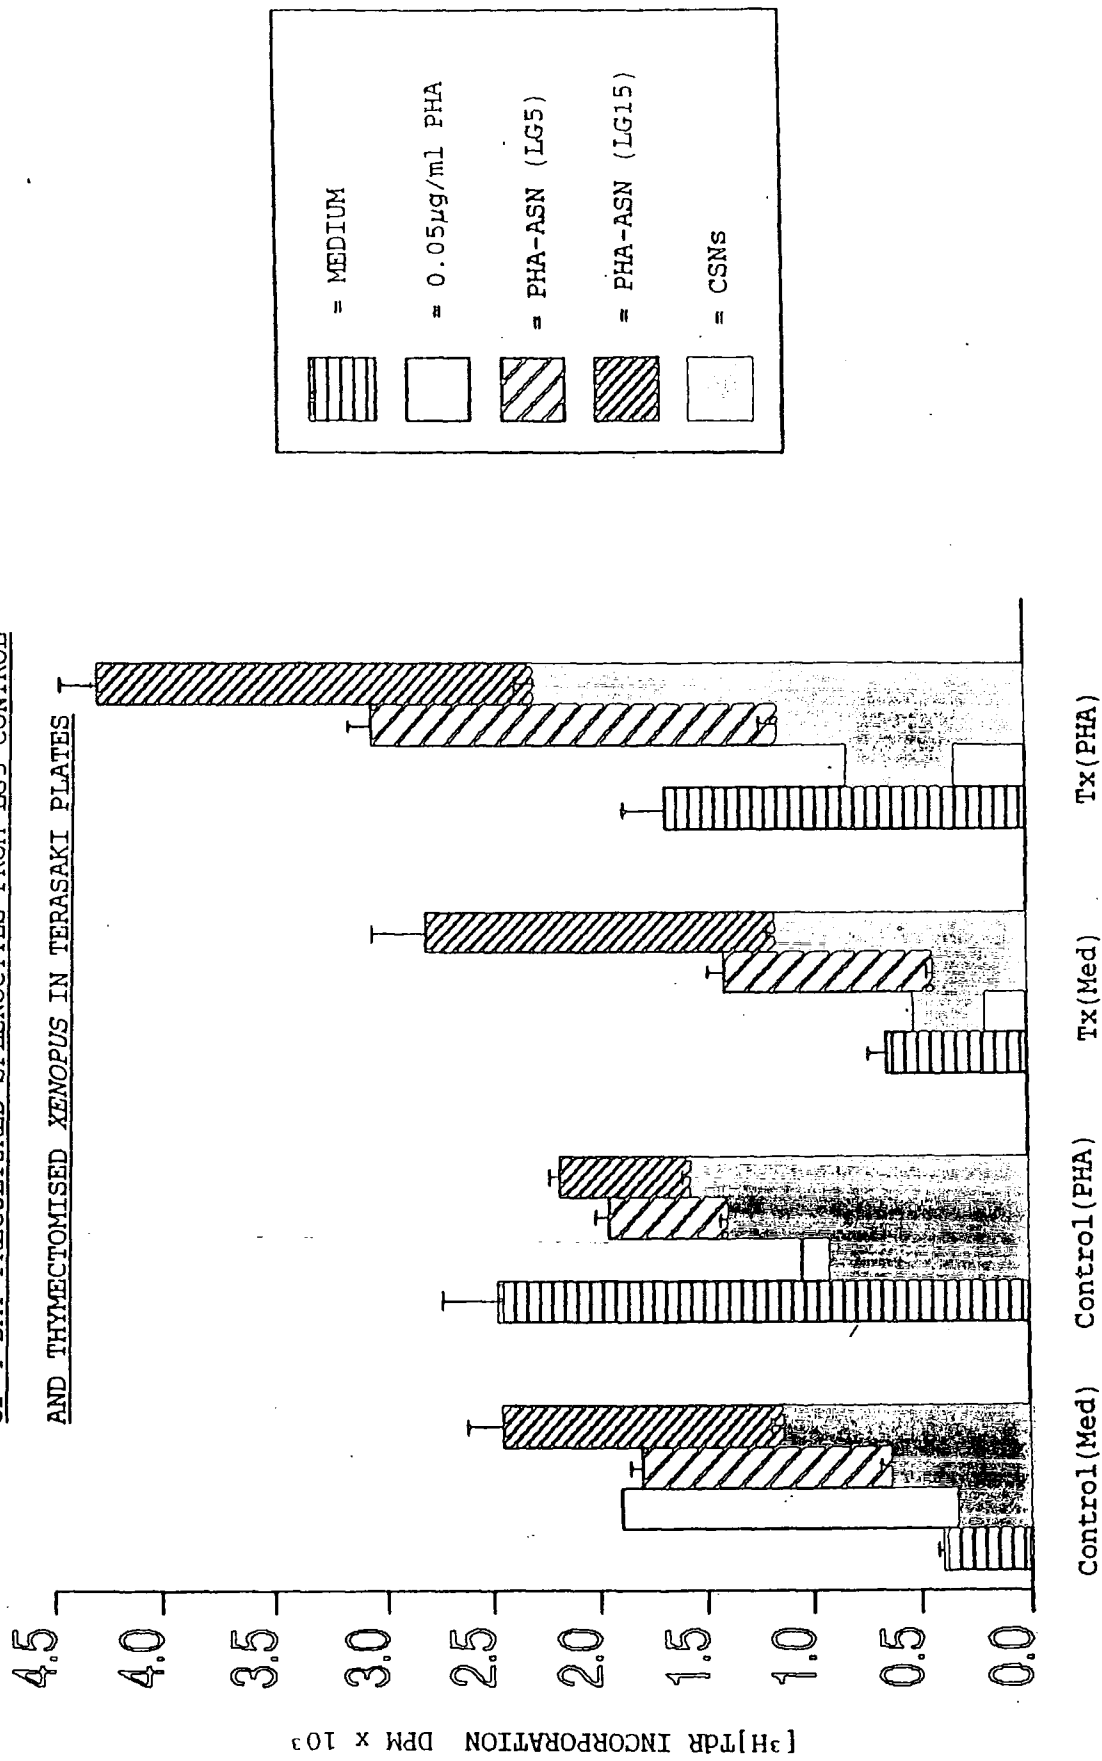 AND THYMECTOMISED XENOPUS IN TERASAKI PLATES
[³H]TdR INCORPORATION DPM x 10³
4.5
4.0
3.5
3.0
2.5
2.0
1.5
1.0
0.5
0.0
Control(Med)
Control(PHA)
Tx(Med)
Tx(PHA)
= MEDIUM
= 0.05µg/ml PHA
= PHA-ASN (LG5)
= PHA-ASN (LG15)
= CSNs